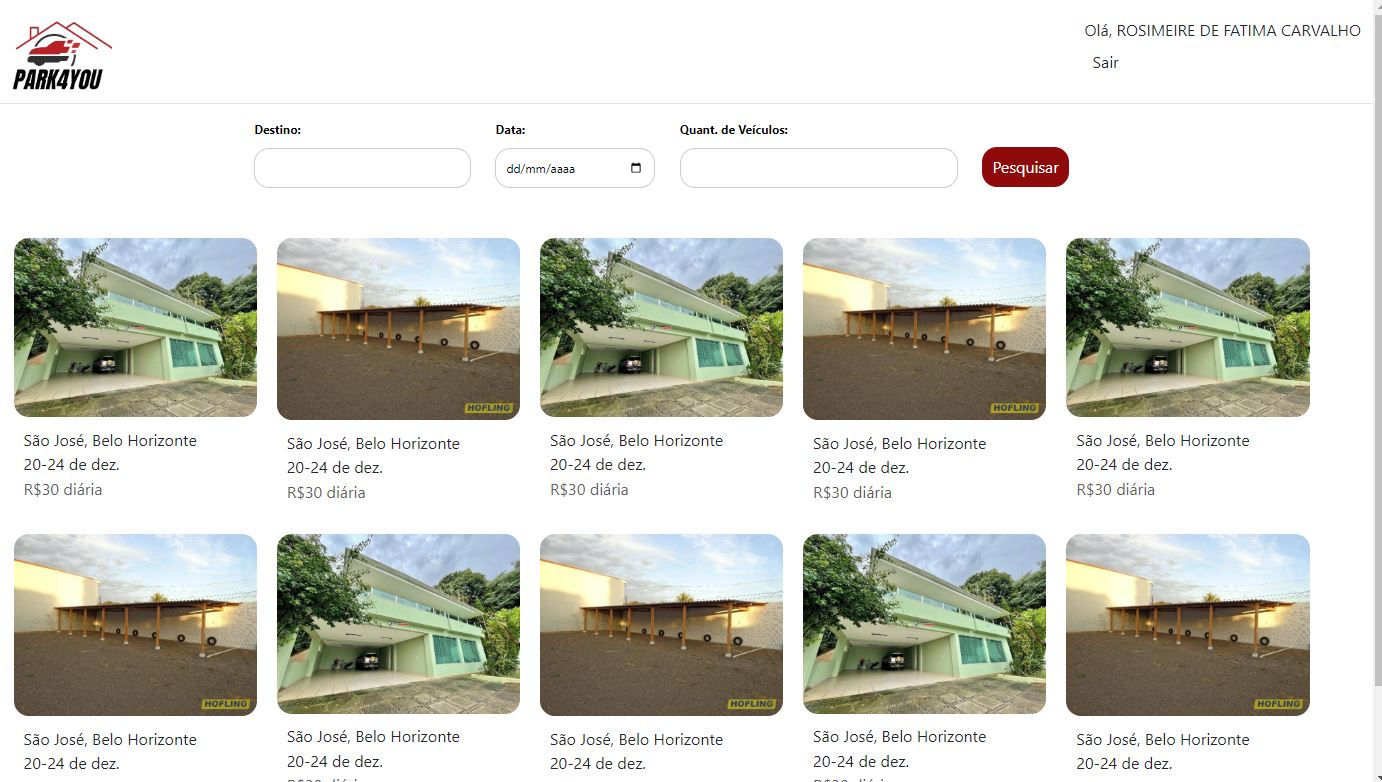 Olá, ROSIMEIRE DE FATIMA CARVALHO
Sair
PARK4YOU
Destino:
Data:
Quant. de Veículos:
dd/mm/aaaa
Pesquisar
HOFLING
HOFLING
São José, Belo Horizonte
20-24 de dez.
R$30 diária
São José, Belo Horizonte
20-24 de dez.
R$30 diária
São José, Belo Horizonte
20-24 de dez.
R$30 diária
São José, Belo Horizonte
20-24 de dez.
R$30 diária
São José, Belo Horizonte
20-24 de dez.
R$30 diária
HOFLING
HOFLING
HOFLING
São José, Belo Horizonte
20-24 de dez.
São José, Belo Horizonte
20-24 de dez.
São José, Belo Horizonte
20-24 de dez.
São José, Belo Horizonte
20-24 de dez.
São José, Belo Horizonte
20-24 de dez.